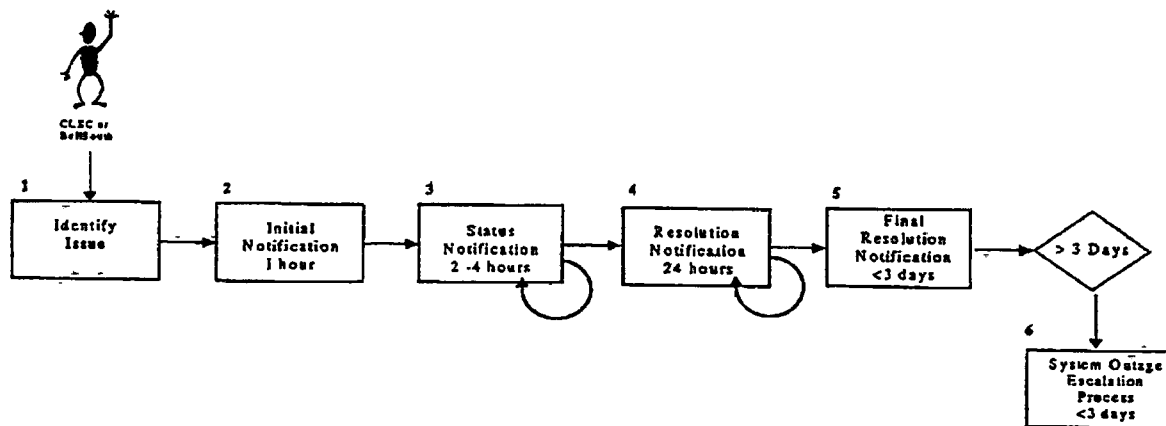 CLEC or
BellSouth
1
Identify
Issue
2
Initial
Notification
1 hour
3
Status
Notification
2 -4 hours
4
Resolution
Notification
24 hours
5
Final
Resolution
Notification
<3 days
> 3 Days
6
System Outage
Escalation
Process
<3 days